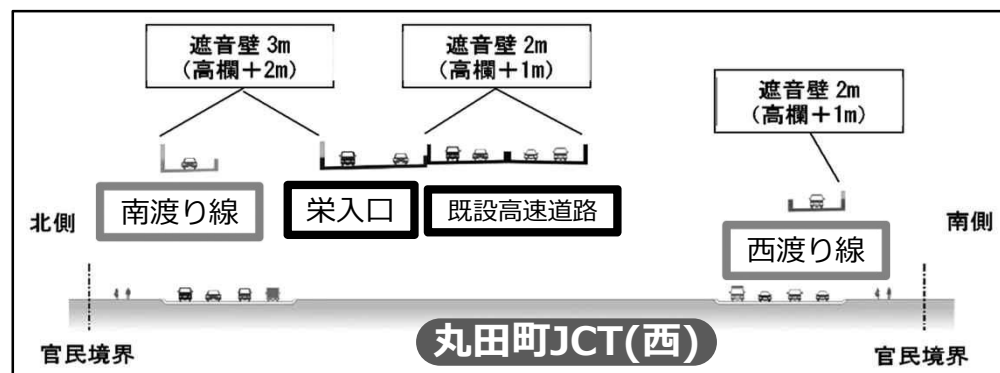 遮音壁 3m
(高欄＋2m)
遮音壁 2m
(高欄＋1m)
遮音壁 2m
(高欄＋1m)
南渡り線
栄入口
既設高速道路
北側
南側
西渡り線
丸田町JCT(西)
官民境界
官民境界